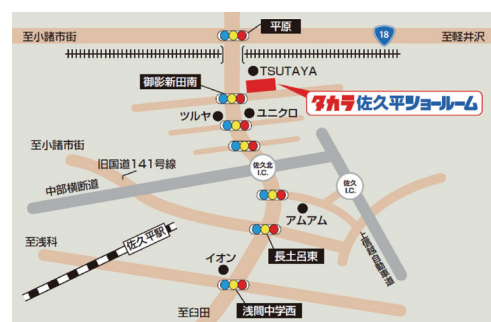 平原
18
至小諸市街
至軽井沢
TSUTAYA
御影新田南
タカラ佐久平ショールーム
ツルヤ
ユニクロ
至小諸市街
旧国道141号線
佐久北
I.C.
中部横断道
佐久
I.C.
アムアム
至浅科
佐久平駅
長土呂東
上信越自動車道
イオン
浅間中学西
至臼田